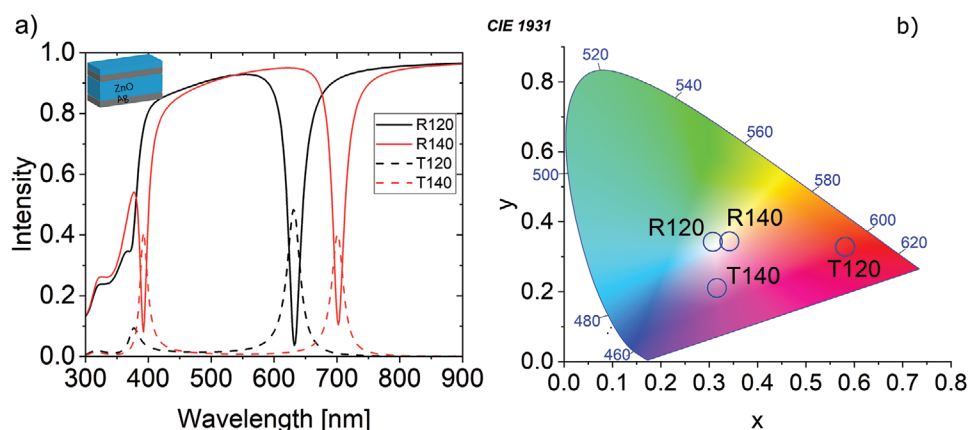 a)
CIE 1931
b)
1.0
0.8
0.6
0.4
0.2
0.0
Intensity
ZnO
Ag
R120
R140
T120
T140
300 400 500 600 700 800 900
Wavelength [nm]
0.8
0.6
0.4
0.2
0.0
y
520
540
560
500
580
600
620
480
460
R120
R140
T140
T120
0.0 0.1 0.2 0.3 0.4 0.5 0.6 0.7 0.8
x